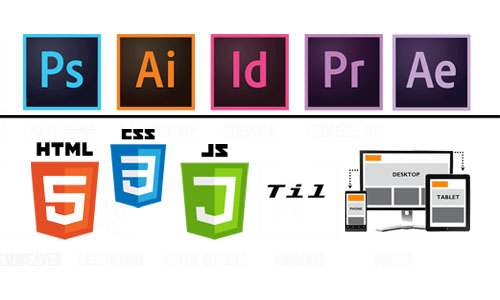 Ps Ai Id Pr Ae
CSS
HTML JS
5 3
Til
DESKTOP
PHONE TABLET